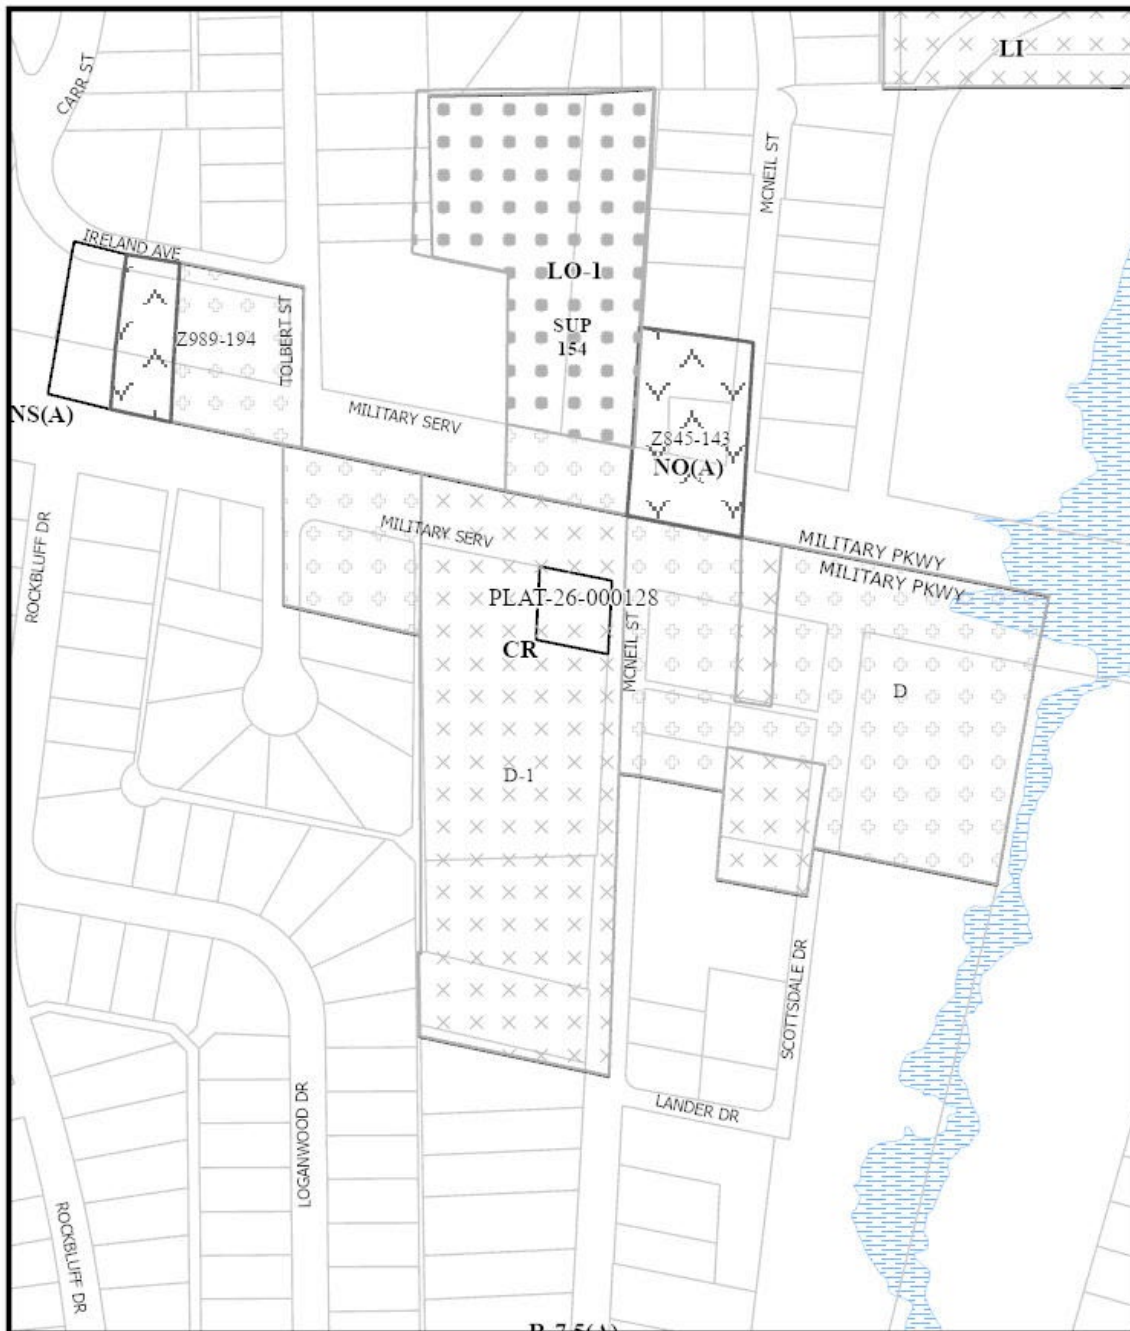 LI
CARR ST
MCNEIL ST
IRELAND AVE
LO-1
SUP
154
Z989-194
TOLBERT ST
NS(A)
MILITARY SERV
Z845-143
NO(A)
MILITARY SERV
MILITARY PKWY
MILITARY PKWY
ROCKBLUFF DR
PLAT-26-000128
CR
MCNEIL ST
D
D-1
SCOTTSDALE DR
LANDER DR
LOGANWOOD DR
ROCKBLUFF DR
R-7.5(A)